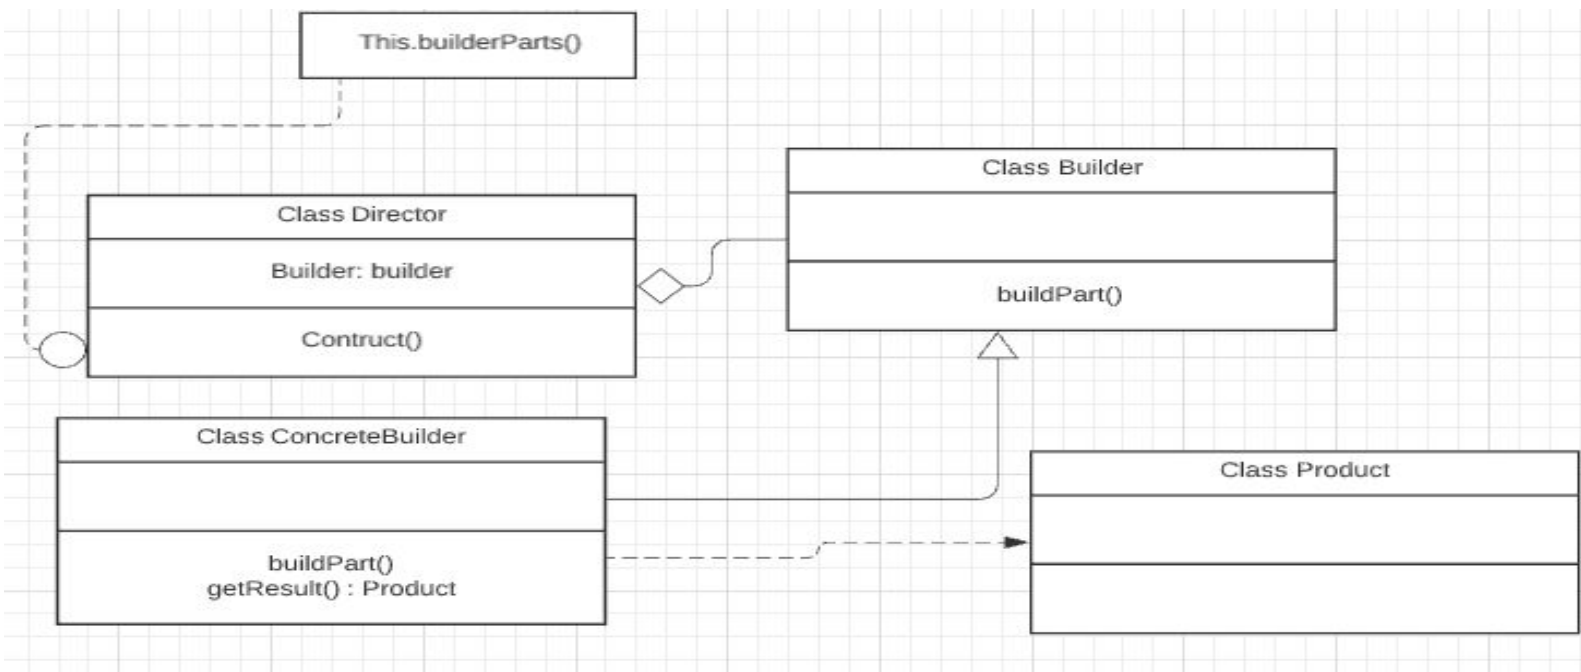 This.builderParts()
Class Builder
buildPart()
Class Director
Builder: builder
Contruct()
Class ConcreteBuilder
buildPart()
getResult() : Product
Class Product